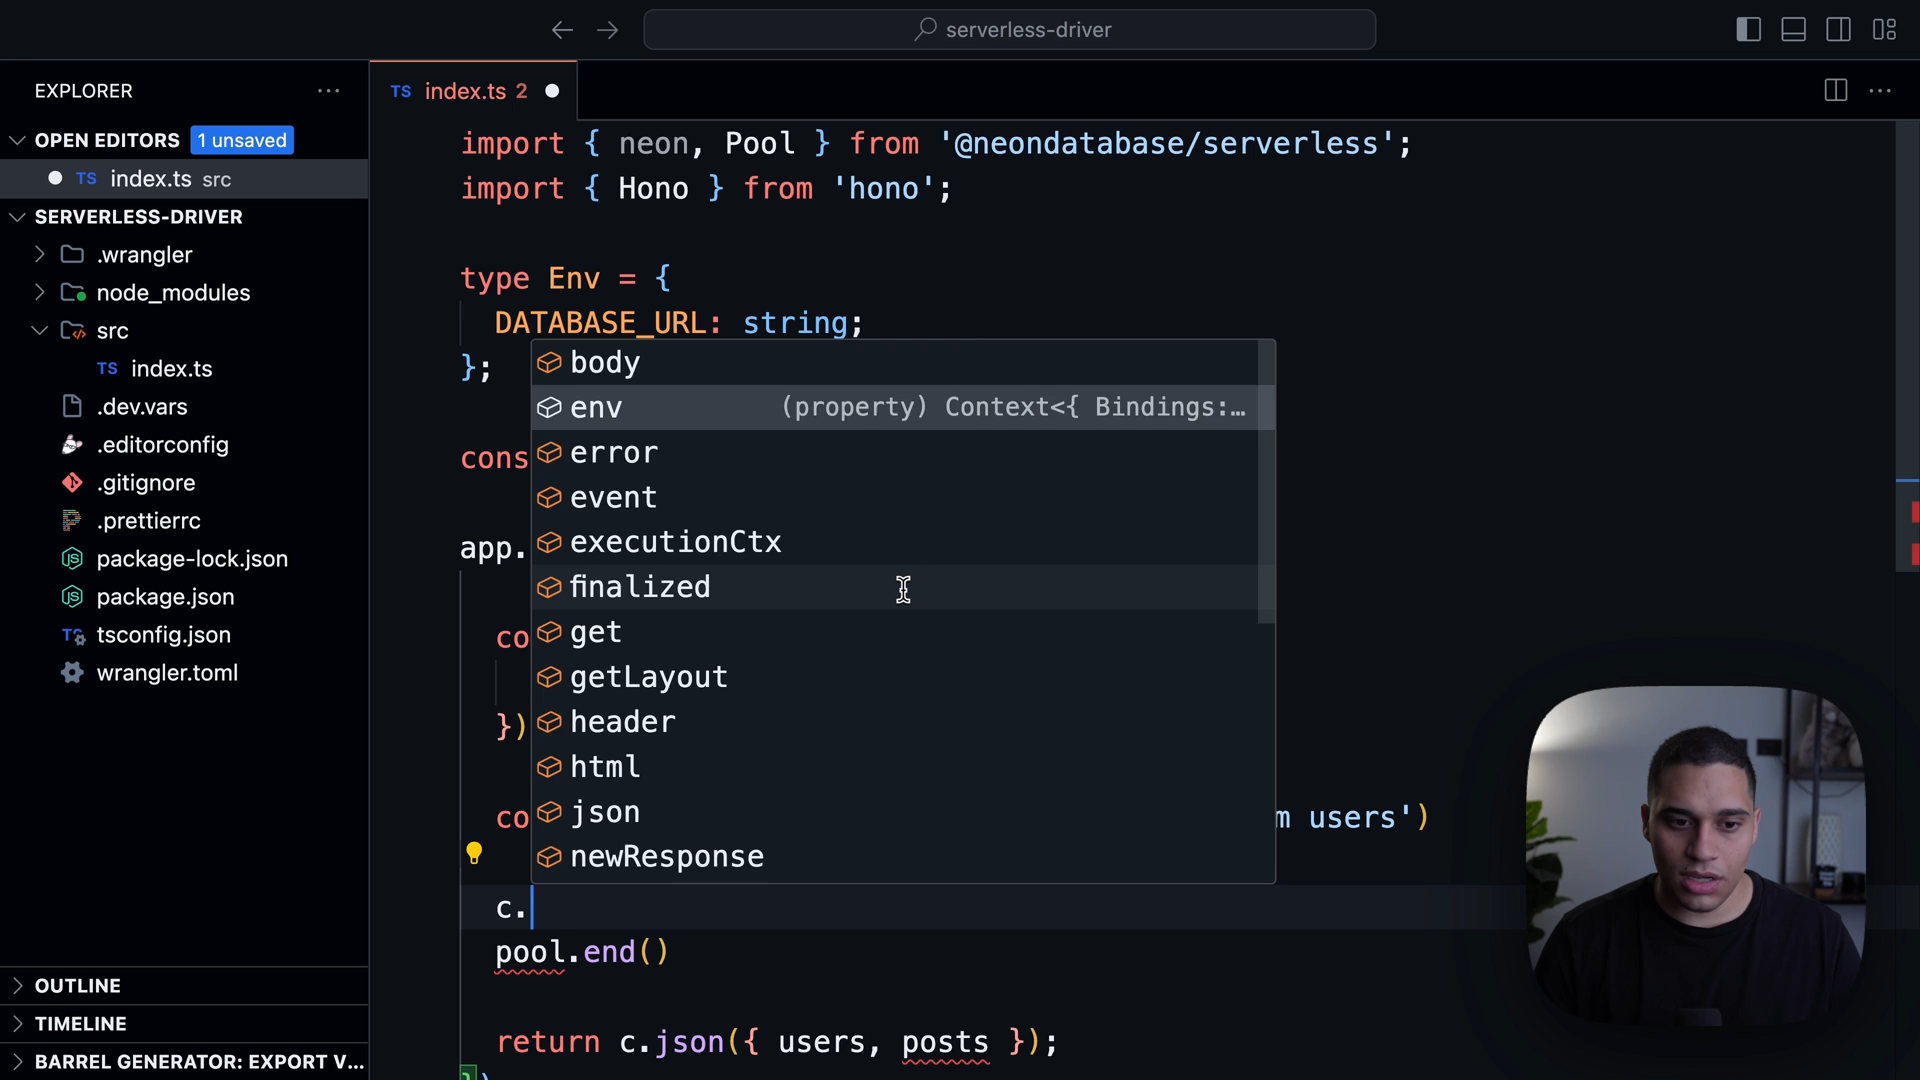 serverless-driver
EXPLORER
TS index.ts 2
OPEN EDITORS 1 unsaved
TS index.ts src
SERVERLESS-DRIVER
.wrangler
node_modules
src
TS index.ts
.dev.vars
.editorconfig
.gitignore
.prettierrc
package-lock.json
package.json
tsconfig.json
wrangler.toml
OUTLINE
TIMELINE
BARREL GENERATOR: EXPORT V...
import { neon, Pool } from '@neondatabase/serverless';
import { Hono } from 'hono';
type Env = {
DATABASE_URL: string;
};
body
env (property) Context<{ Bindings:…
cons
error
event
executionCtx
app.
finalized
get
co
getLayout
header
})
html
json
co
m users')
newResponse
c.
pool.end()
return c.json({ users, posts });